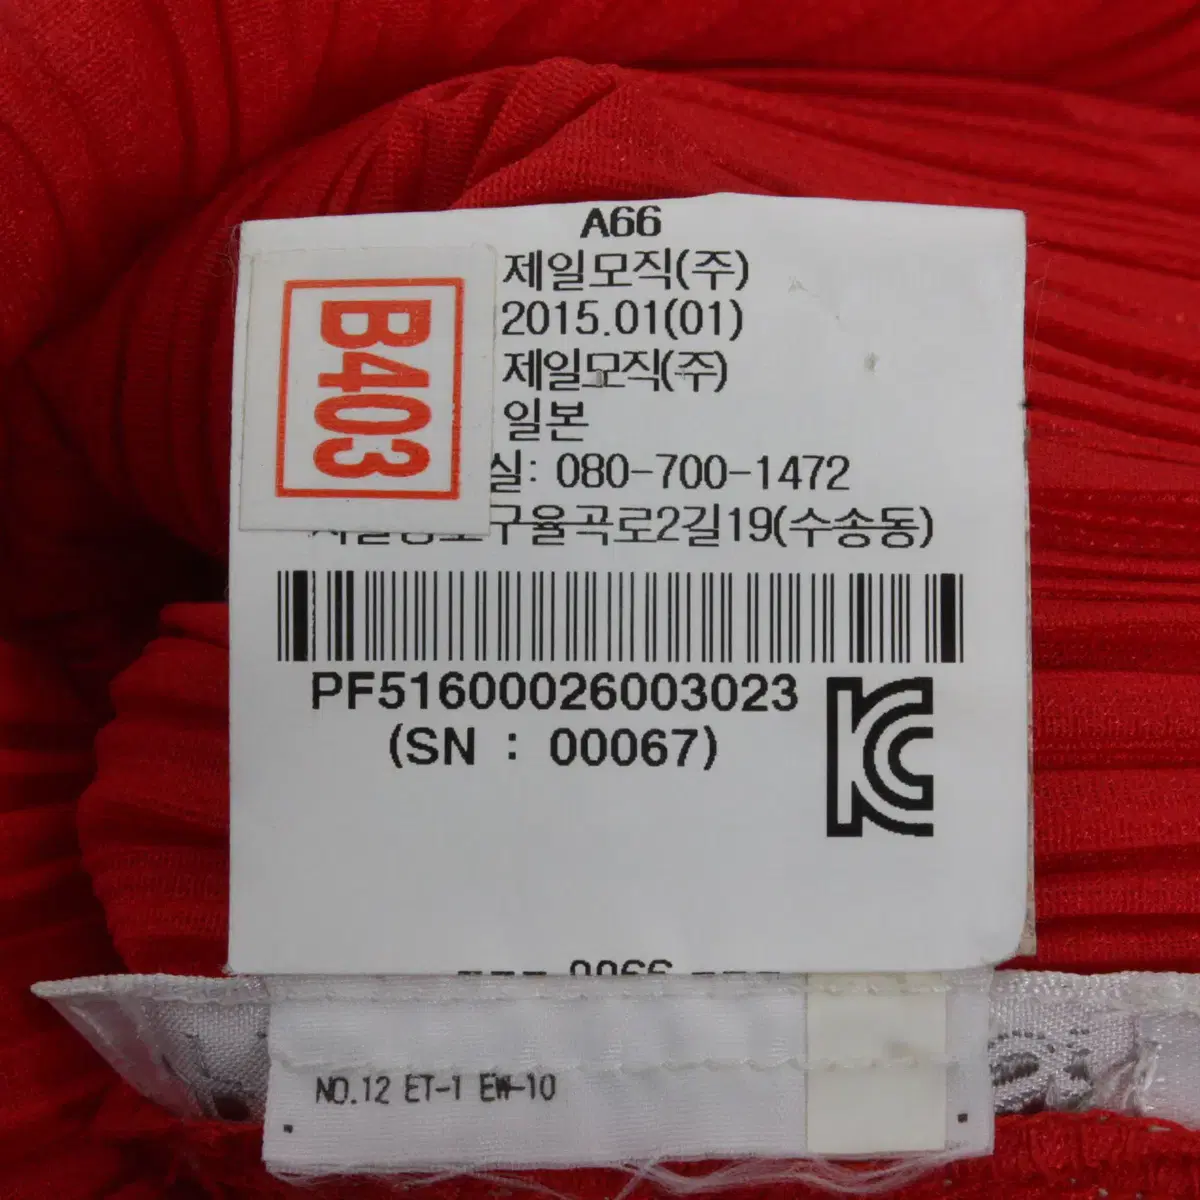 A66
제일모직(주)
2015.01(01)
제일모직(주)
일본
실: 080-700-1472
구율곡로2길19(수송동)
B403
PF51600026003023
(SN : 00067)
KC
NO.12 ET-1 EW-10